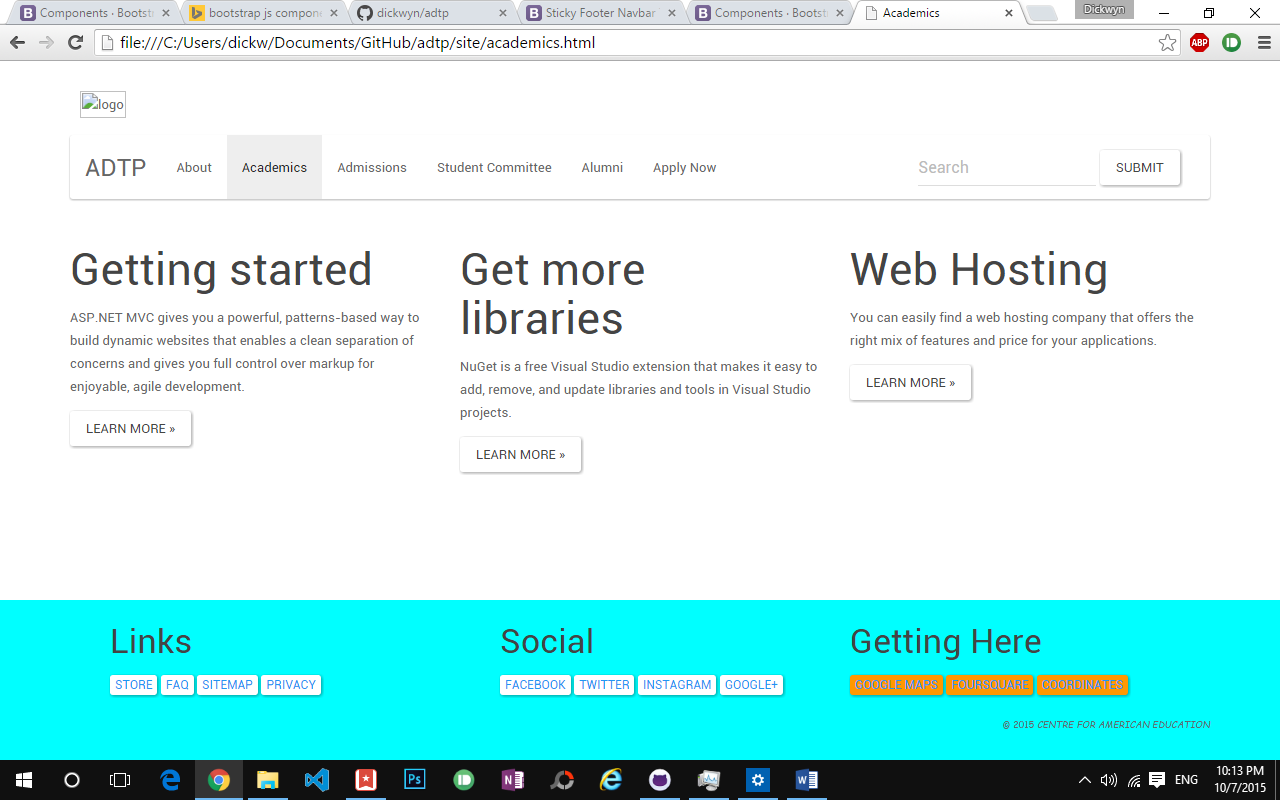 Components · Bootst
bootstrap js compone
dickwyn/adtp
Sticky Footer Navbar
Components · Bootst
Academics
Dickwyn
file:///C:/Users/dickw/Documents/GitHub/adtp/site/academics.html
ABP
logo
ADTP About Academics Admissions Student Committee Alumni Apply Now Search SUBMIT
Getting started
ASP.NET MVC gives you a powerful, patterns-based way to
build dynamic websites that enables a clean separation of
concerns and gives you full control over markup for
enjoyable, agile development.
LEARN MORE »
Get more
libraries
NuGet is a free Visual Studio extension that makes it easy to
add, remove, and update libraries and tools in Visual Studio
projects.
LEARN MORE »
Web Hosting
You can easily find a web hosting company that offers the
right mix of features and price for your applications.
LEARN MORE »
Links
STORE FAQ SITEMAP PRIVACY
Social
FACEBOOK TWITTER INSTAGRAM GOOGLE+
Getting Here
GOOGLE MAPS FOURSQUARE COORDINATES
© 2015 CENTRE FOR AMERICAN EDUCATION
ENG
10:13 PM
10/7/2015